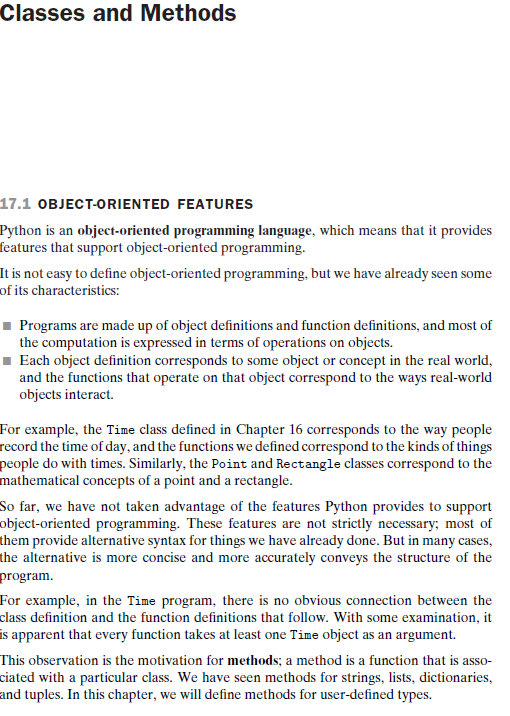 Classes and Methods
17.1 OBJECT-ORIENTED FEATURES
Python is an object-oriented programming language, which means that it provides
features that support object-oriented programming.
It is not easy to define object-oriented programming, but we have already seen some
of its characteristics:
■ Programs are made up of object definitions and function definitions, and most of
the computation is expressed in terms of operations on objects.
■ Each object definition corresponds to some object or concept in the real world,
and the functions that operate on that object correspond to the ways real-world
objects interact.
For example, the Time class defined in Chapter 16 corresponds to the way people
record the time of day, and the functions we defined correspond to the kinds of things
people do with times. Similarly, the Point and Rectangle classes correspond to the
mathematical concepts of a point and a rectangle.
So far, we have not taken advantage of the features Python provides to support
object-oriented programming. These features are not strictly necessary; most of
them provide alternative syntax for things we have already done. But in many cases,
the alternative is more concise and more accurately conveys the structure of the
program.
For example, in the Time program, there is no obvious connection between the
class definition and the function definitions that follow. With some examination, it
is apparent that every function takes at least one Time object as an argument.
This observation is the motivation for methods; a method is a function that is asso-
ciated with a particular class. We have seen methods for strings, lists, dictionaries,
and tuples. In this chapter, we will define methods for user-defined types.